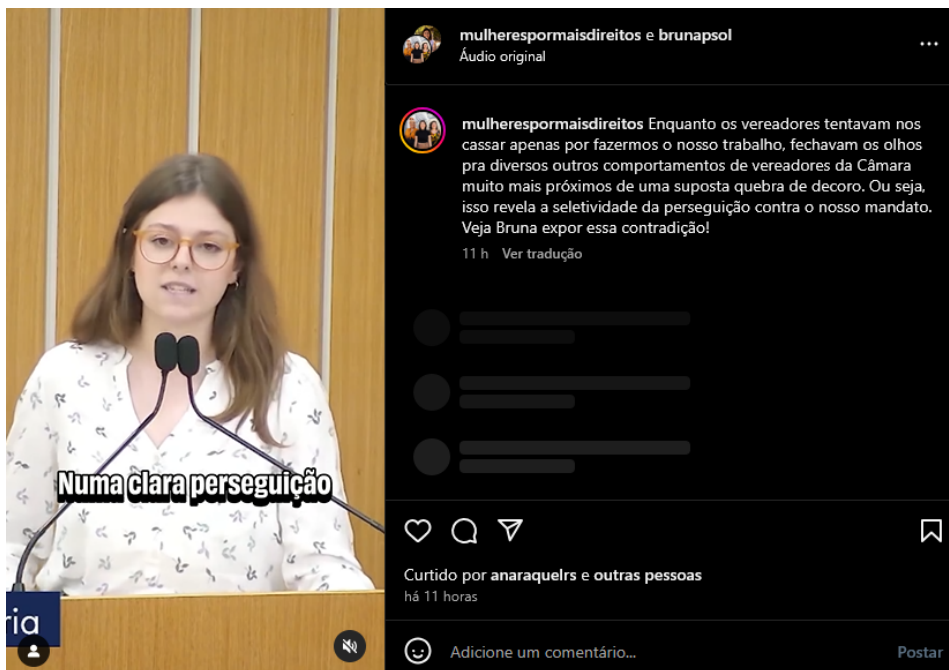 mulherespormaisdireitos e brunapsol
Áudio original
mulherespormaisdireitos Enquanto os vereadores tentavam nos
cassar apenas por fazermos o nosso trabalho, fechavam os olhos
pra diversos outros comportamentos de vereadores da Câmara
muito mais próximos de uma suposta quebra de decoro. Ou seja,
isso revela a seletividade da perseguição contra o nosso mandato.
Veja Bruna expor essa contradição!
11 h Ver tradução
Numa clara perseguição
ria
Curtido por anaraquelrs e outras pessoas
há 11 horas
Adicione um comentário...
Postar